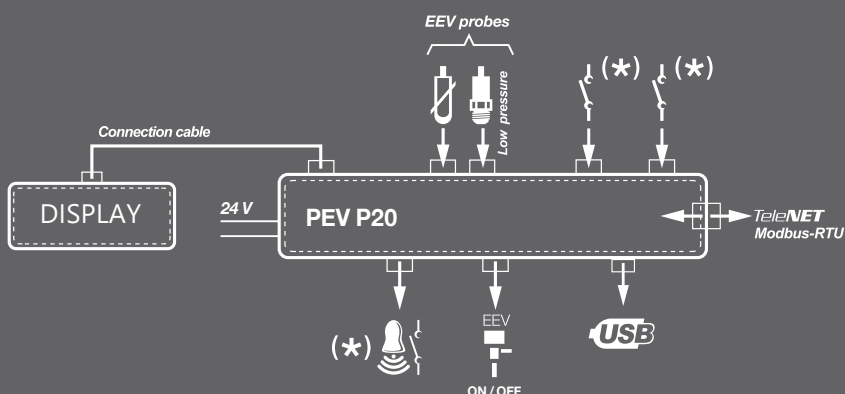 EEV probes
(*)
(*)
Low pressure
Connection cable
DISPLAY
24 V
PEV P20
TeleNET
Modbus-RTU
(*)
EEV
USB
ON / OFF